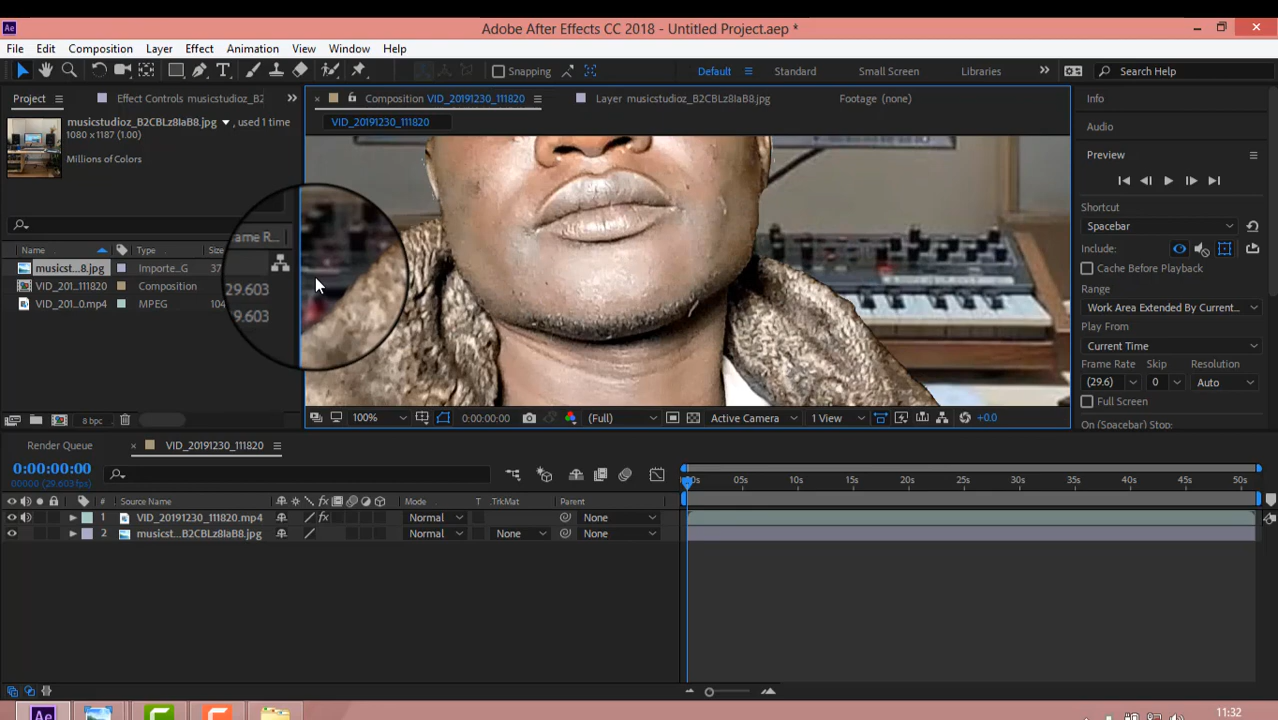 Adobe After Effects CC 2018 - Untitled Project.aep *
File Edit Composition Layer Effect Animation Georgian View Window Help
Snapping Default Standard Small Screen Libraries Search Help
Project Effect Controls musicstudioz_B2 Composition VID_20191230_111820 Layer musicstudioz_B2CBLz8IaB8.jpg Footage (none) Info
musicstudioz_B2CBLz8IaB8.jpg , used 1 time VID_20191230_111820
1080 x 1187 (1.00)
Millions of Colors
Audio
Preview
Shortcut
Spacebar
Include:
Cache Before Playback
Range
Work Area Extended By Current...
Play From
Current Time
Frame Rate Skip Resolution
(29.6) 0 Auto
Full Screen
On (Spacebar) Stop:
Name Type Size ame R...
musicst...8.jpg Importe...G 37
VID_201...111820 Composition 29.603
VID_201...0.mp4 MPEG 104 9.603
8 bpc 100% 0:00:00:00 (Full) Active Camera 1 View +0.0
Render Queue VID_20191230_111820
0:00:00:00
00000 (29.603 fps)
05s 10s 15s 20s 25s 30s 35s 40s 45s 50s
# Source Name Mode T .TrkMat Parent
1 VID_20191230_111820.mp4 Normal None
2 musicst...B2CBLz8IaB8.jpg Normal None None
11:32